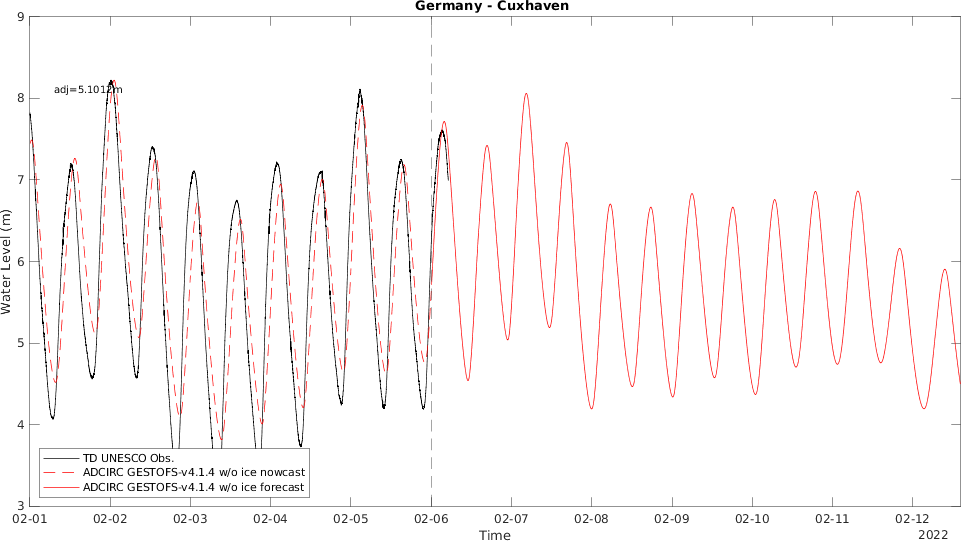 Germany - Cuxhaven
9
8
7
6
5
4
3
Water Level (m)
adj=5.1012m
TD UNESCO Obs.
ADCIRC GESTOFS-v4.1.4 w/o ice nowcast
ADCIRC GESTOFS-v4.1.4 w/o ice forecast
02-01 02-02 02-03 02-04 02-05 02-06 02-07 02-08 02-09 02-10 02-11 02-12
Time
2022